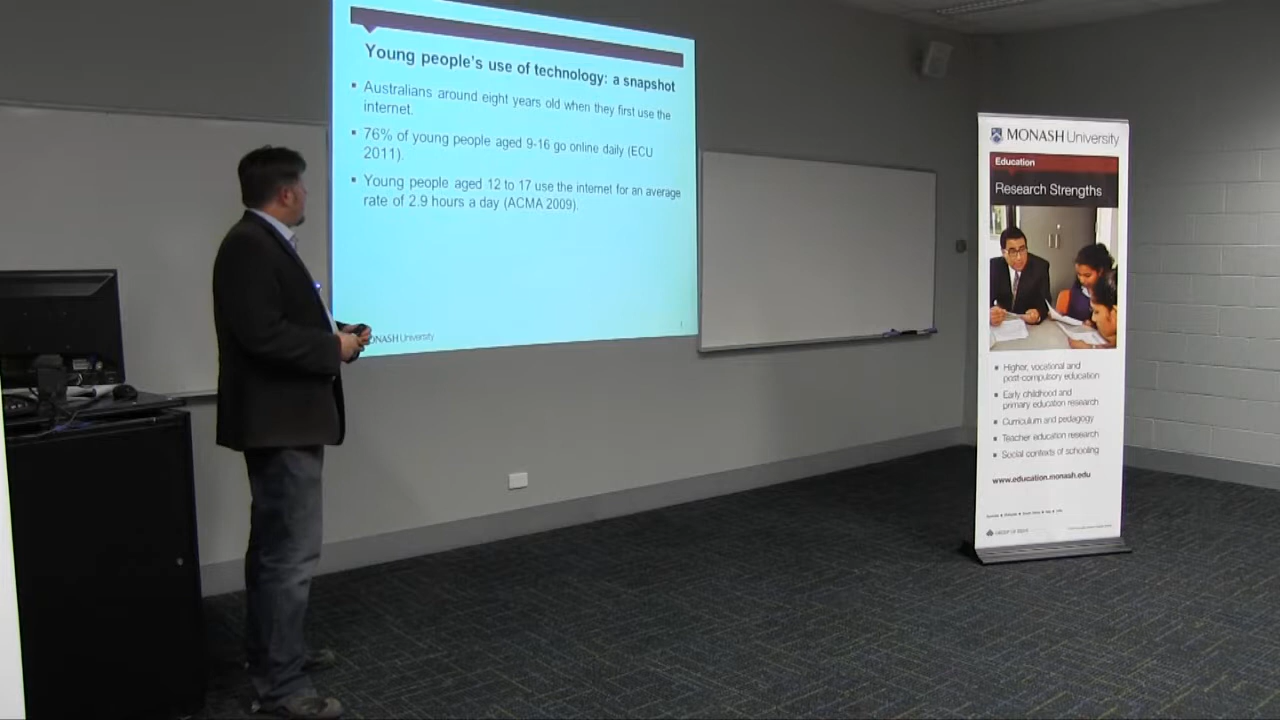 Young people's use of technology: a snapshot
Australians around eight years old when they first use the
internet.
76% of young people aged 9-16 go online daily (ECU
2011).
Young people aged 12 to 17 use the internet for an average
rate of 2.9 hours a day (ACMA 2009).
MONASH University
MONASH University
Education
Research Strengths
Higher, vocational and
post-compulsory education
Early childhood and
primary education research
Curriculum and pedagogy
Teacher education research
Social contexts of schooling
www.education.monash.edu